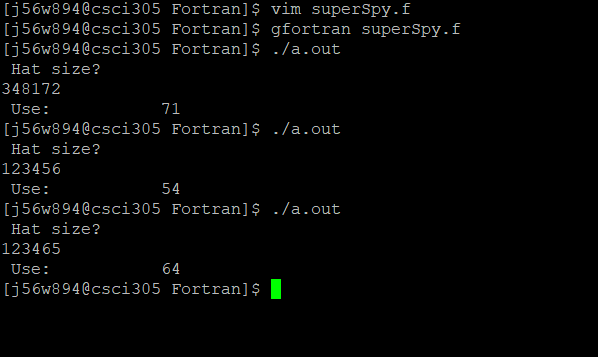 [j56w894@csci305 Fortran]$ vim superSpy.f
[j56w894@csci305 Fortran]$ gfortran superSpy.f
[j56w894@csci305 Fortran]$ ./a.out
 Hat size?
348172
 Use:          71
[j56w894@csci305 Fortran]$ ./a.out
 Hat size?
123456
 Use:          54
[j56w894@csci305 Fortran]$ ./a.out
 Hat size?
123465
 Use:          64
[j56w894@csci305 Fortran]$